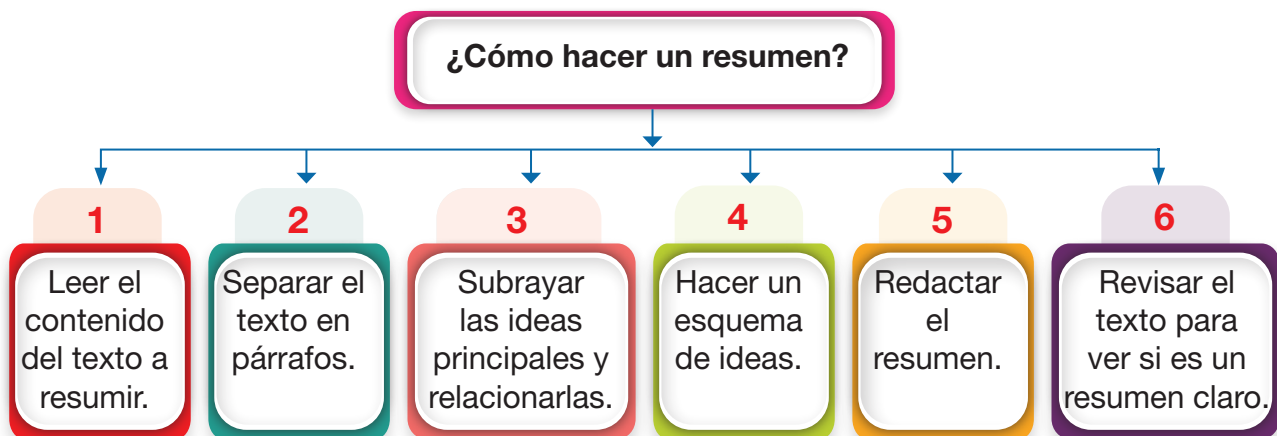 ¿Cómo hacer un resumen?
1
Leer el
contenido
del texto a
resumir.
2
Separar el
texto en
párrafos.
3
Subrayar
las ideas
principales y
relacionarlas.
4
Hacer un
esquema
de ideas.
5
Redactar
el
resumen.
6
Revisar el
texto para
ver si es un
resumen claro.